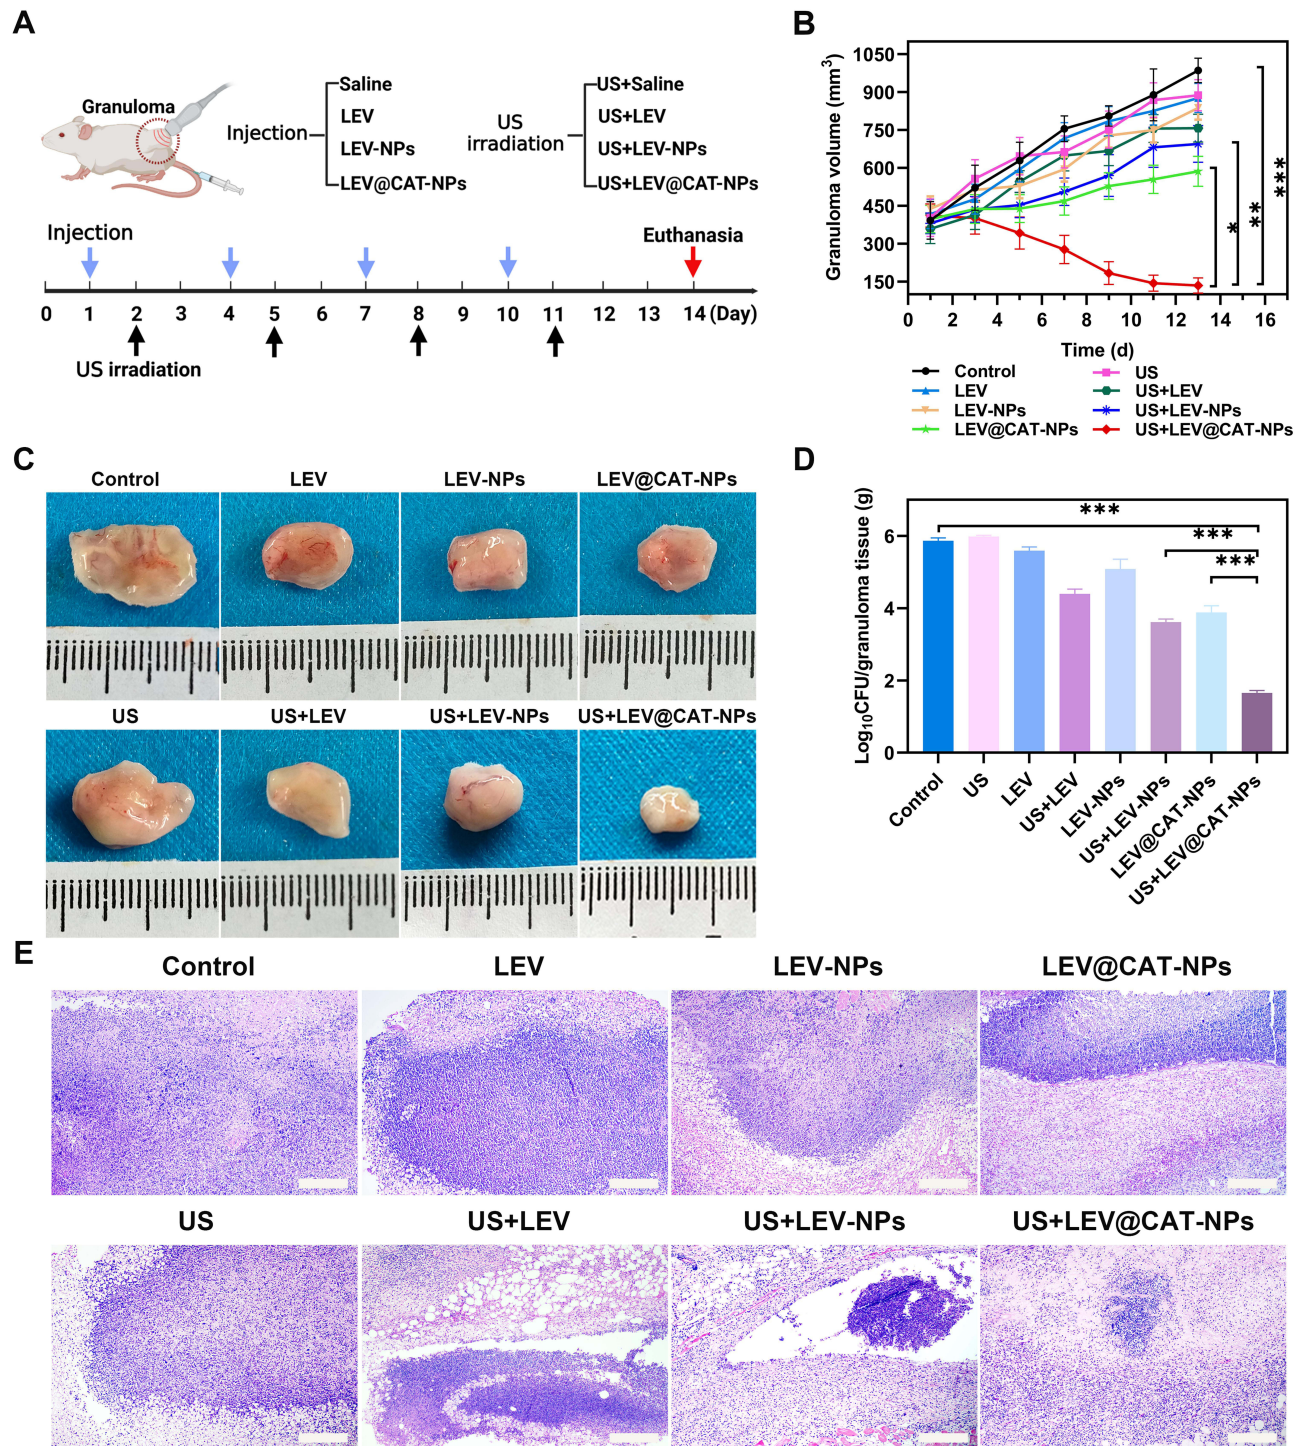 A
Granuloma
Injection
Saline
LEV
LEV-NPs
LEV@CAT-NPs
US
irradiation
US+Saline
US+LEV
US+LEV-NPs
US+LEV@CAT-NPs
Injection
Euthanasia
0 1 2 3 4 5 6 7 8 9 10 11 12 13 14 (Day)
US irradiation
B
Granuloma volume (mm³)
1050
900
750
600
450
300
150
0 2 4 6 8 10 12 14 16
Time (d)
*
**
***
Control
LEV
LEV-NPs
LEV@CAT-NPs
US
US+LEV
US+LEV-NPs
US+LEV@CAT-NPs
C
Control LEV LEV-NPs LEV@CAT-NPs
US US+LEV US+LEV-NPs US+LEV@CAT-NPs
D
Log₁₀CFU/granuloma tissue (g)
6
4
2
0
***
***
***
Control
US
LEV
US+LEV
LEV-NPs
US+LEV-NPs
LEV@CAT-NPs
US+LEV@CAT-NPs
E
Control LEV LEV-NPs LEV@CAT-NPs
US US+LEV US+LEV-NPs US+LEV@CAT-NPs